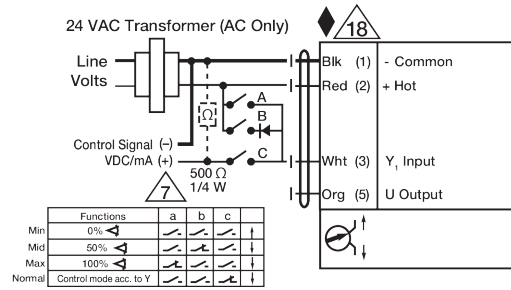 24 VAC Transformer (AC Only)
18
Line
Volts
Blk (1) - Common
Red (2) + Hot
A
B
C
Ω
Control Signal (–)
VDC/mA (+)
500 Ω
1/4 W
Wht (3) Y1 Input
Org (5) U Output
7
Functions a b c
Min 0%
Mid 50%
Max 100%
Normal Control mode acc. to Y